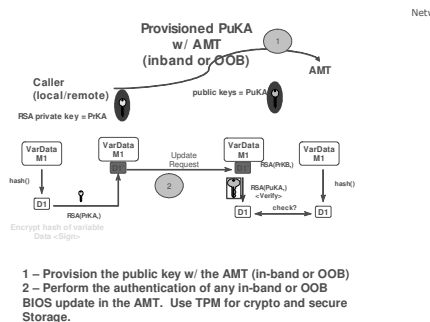 Netw
Provisioned PuKA
w/ AMT
(inband or OOB)
1
AMT
Caller
(local/remote)
public keys = PuKA
RSA private key = PrKA
VarData
M1
VarData
M1
D1'
Update
Request
VarData
M1
D1'
RSA(PrKB,)
VarData
M1
hash()
2
RSA(PuKA,)
<Verify>
hash()
D1
RSA(PrKA,)
D1
check?
D1
Encrypt hash of variable
Data <Sign>
1 – Provision the public key w/ the AMT (in-band or OOB)
2 – Perform the authentication of any in-band or OOB
BIOS update in the AMT. Use TPM for crypto and secure
Storage.